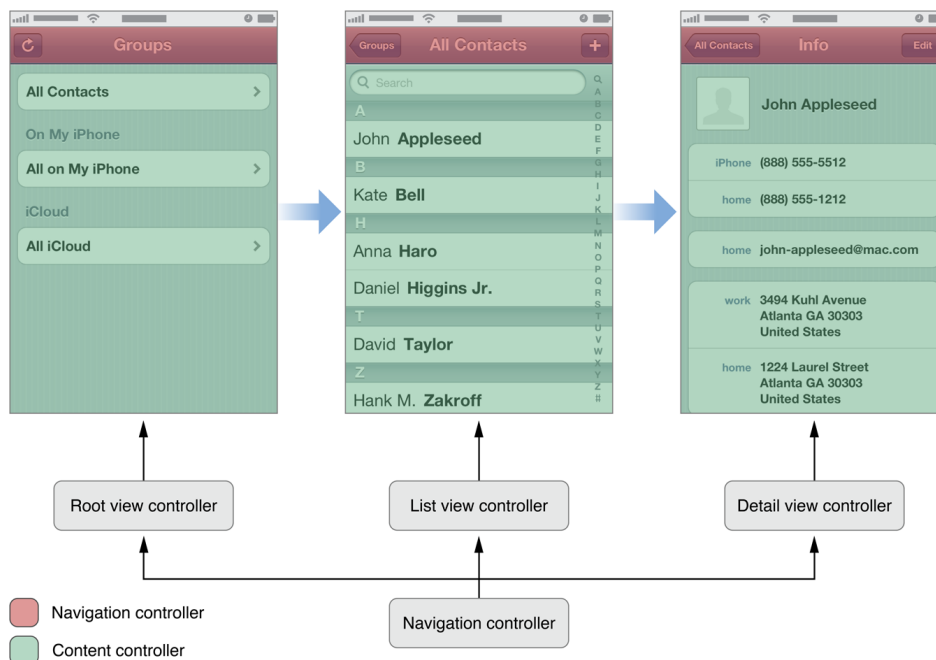 Groups
All Contacts
On My iPhone
All on My iPhone
iCloud
All iCloud
Groups
All Contacts
+
Search
A
John Appleseed
B
Kate Bell
H
Anna Haro
Daniel Higgins Jr.
T
David Taylor
Z
Hank M. Zakroff
A
B
C
D
E
F
G
H
I
J
K
L
M
N
O
P
Q
R
S
T
U
V
W
X
Y
Z
#
All Contacts
Info
Edit
John Appleseed
iPhone (888) 555-5512
home (888) 555-1212
home john-appleseed@mac.com
work 3494 Kuhl Avenue
Atlanta GA 30303
United States
home 1224 Laurel Street
Atlanta GA 30303
United States
Root view controller
List view controller
Detail view controller
Navigation controller
Navigation controller
Content controller